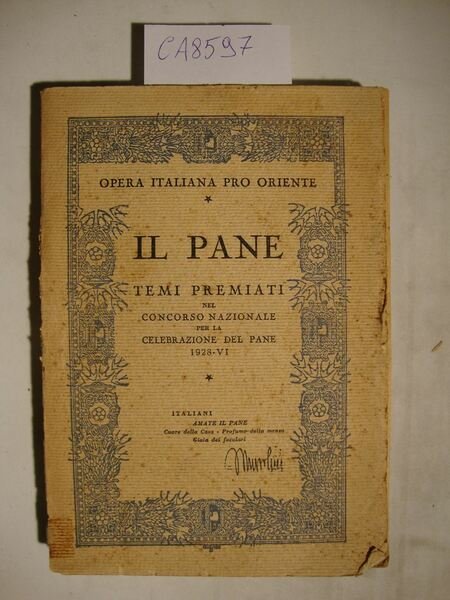 CA8597
OPERA ITALIANA PRO ORIENTE
IL PANE
TEMI PREMIATI
NEL
CONCORSO NAZIONALE
PER LA
CELEBRAZIONE DEL PANE
1928-VI
ITALIANI
AMATE IL PANE
Cuore della Casa - Profumo della mensa
Gioia dei focolari
Mussolini